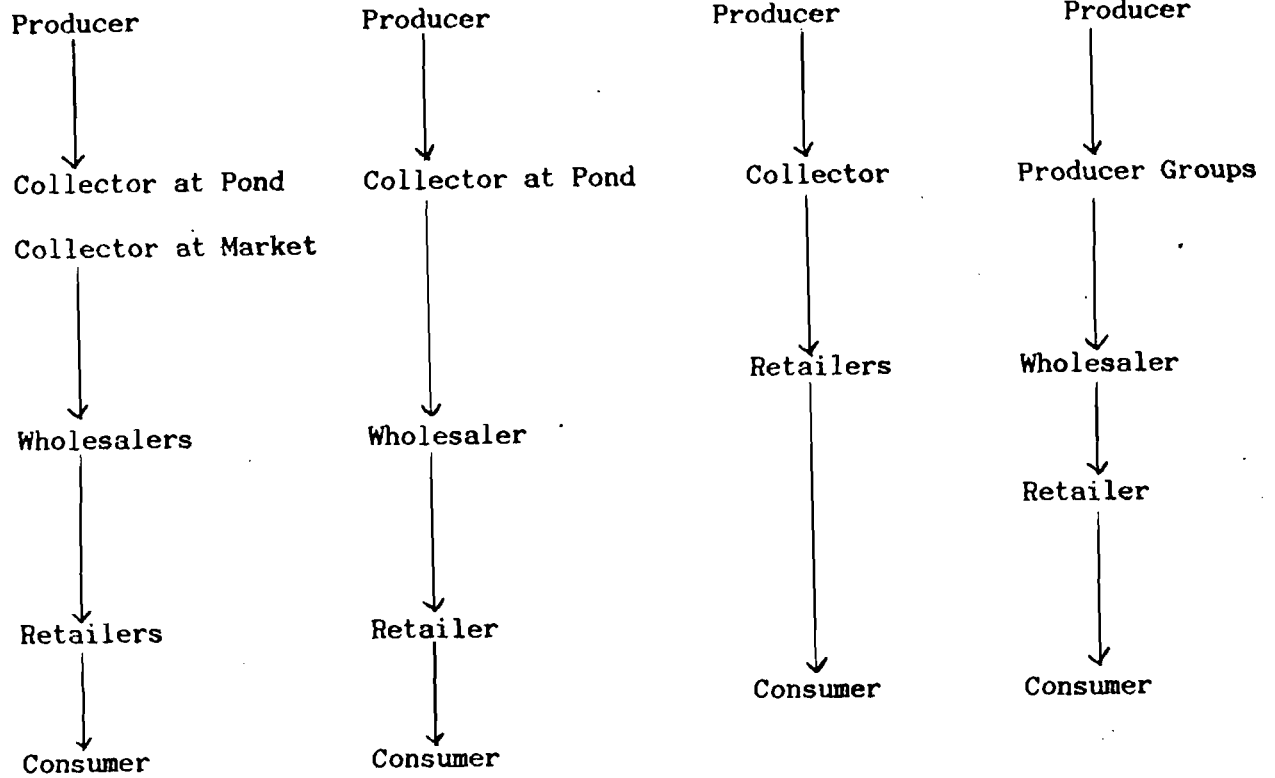 Producer
Collector at Pond
Collector at Market
Wholesalers
Retailers
Consumer
Producer
Collector at Pond
Wholesaler
Retailer
Consumer
Producer
Collector
Retailers
Consumer
Producer
Producer Groups
Wholesaler
Retailer
Consumer